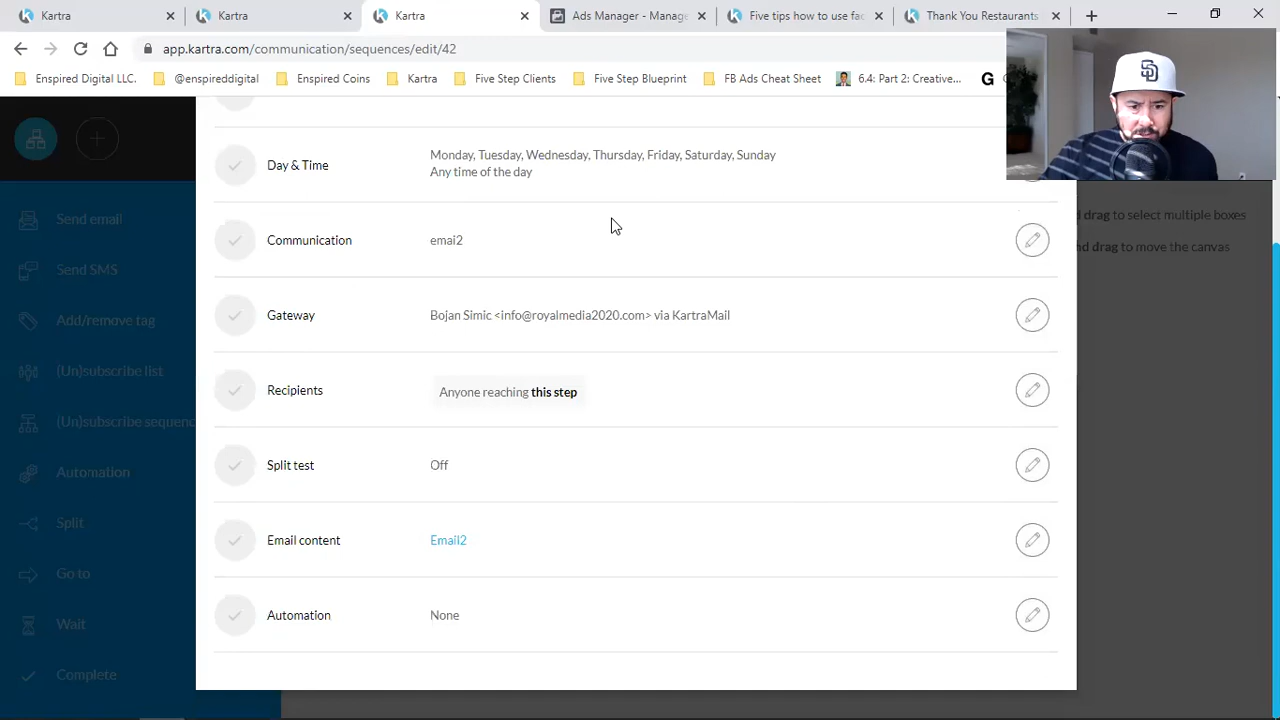 Kartra
Kartra
Kartra
Ads Manager - Manage
Five tips how to use fac
Thank You Restaurants
app.kartra.com/communication/sequences/edit/42
Enspired Digital LLC.
@enspireddigital
Enspired Coins
Kartra
Five Step Clients
Five Step Blueprint
FB Ads Cheat Sheet
6.4: Part 2: Creative...
G
Send email
Send SMS
Add/remove tag
(Un)subscribe list
(Un)subscribe sequenc
Automation
Split
Go to
Wait
Complete
Day & Time
Monday, Tuesday, Wednesday, Thursday, Friday, Saturday, Sunday
Any time of the day
Communication
emai2
Gateway
Bojan Simic <info@royalmedia2020.com> via KartraMail
Recipients
Anyone reaching this step
Split test
Off
Email content
Email2
Automation
None
d drag to select multiple boxes
nd drag to move the canvas
SD